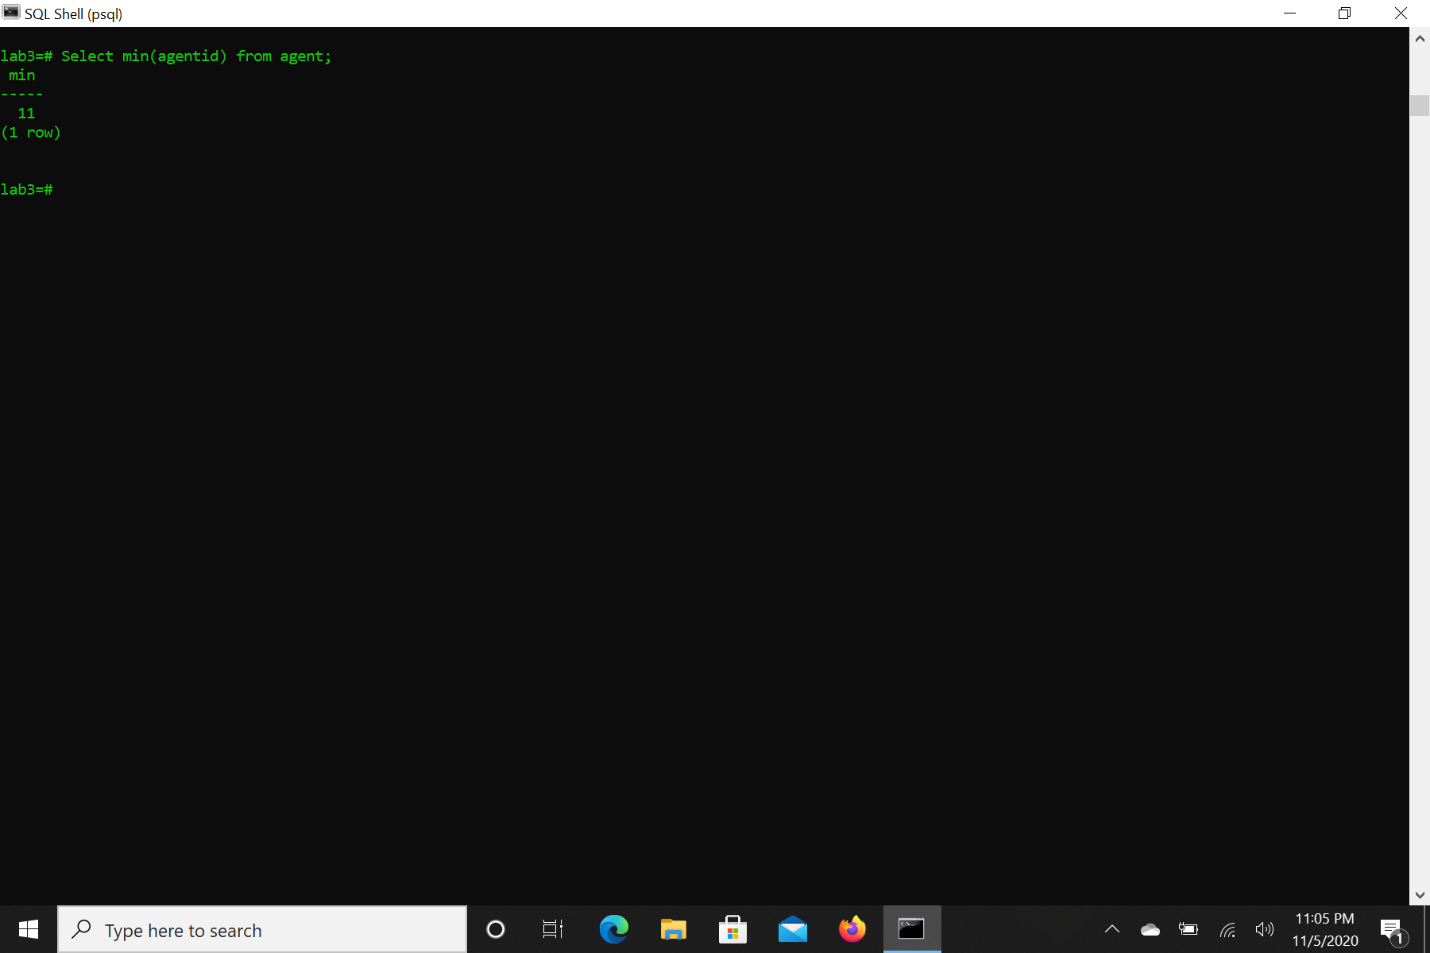 SQL Shell (psql)
lab3=# Select min(agentid) from agent;
 min
-----
  11
(1 row)
lab3=#
Type here to search
11:05 PM
11/5/2020
1